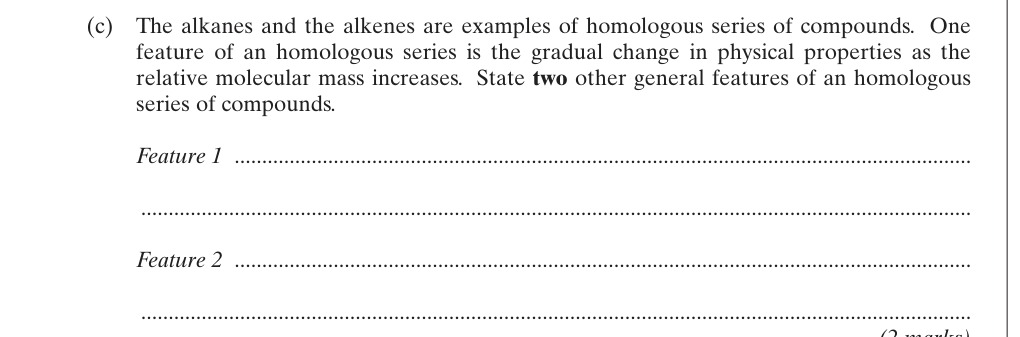 (c) The alkanes and the alkenes are examples of homologous series of compounds. One
feature of an homologous series is the gradual change in physical properties as the
relative molecular mass increases. State two other general features of an homologous
series of compounds.
Feature 1 ....................................................................................................................................
....................................................................................................................................................
Feature 2 ....................................................................................................................................
....................................................................................................................................................
(2 marks)